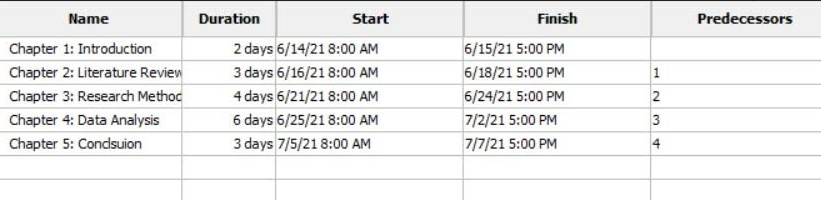 Name Duration Start Finish Predecessors
Chapter 1: Introduction 2 days 6/14/21 8:00 AM 6/15/21 5:00 PM
Chapter 2: Literature Review 3 days 6/16/21 8:00 AM 6/18/21 5:00 PM 1
Chapter 3: Research Method 4 days 6/21/21 8:00 AM 6/24/21 5:00 PM 2
Chapter 4: Data Analysis 6 days 6/25/21 8:00 AM 7/2/21 5:00 PM 3
Chapter 5: Conclsuion 3 days 7/5/21 8:00 AM 7/7/21 5:00 PM 4